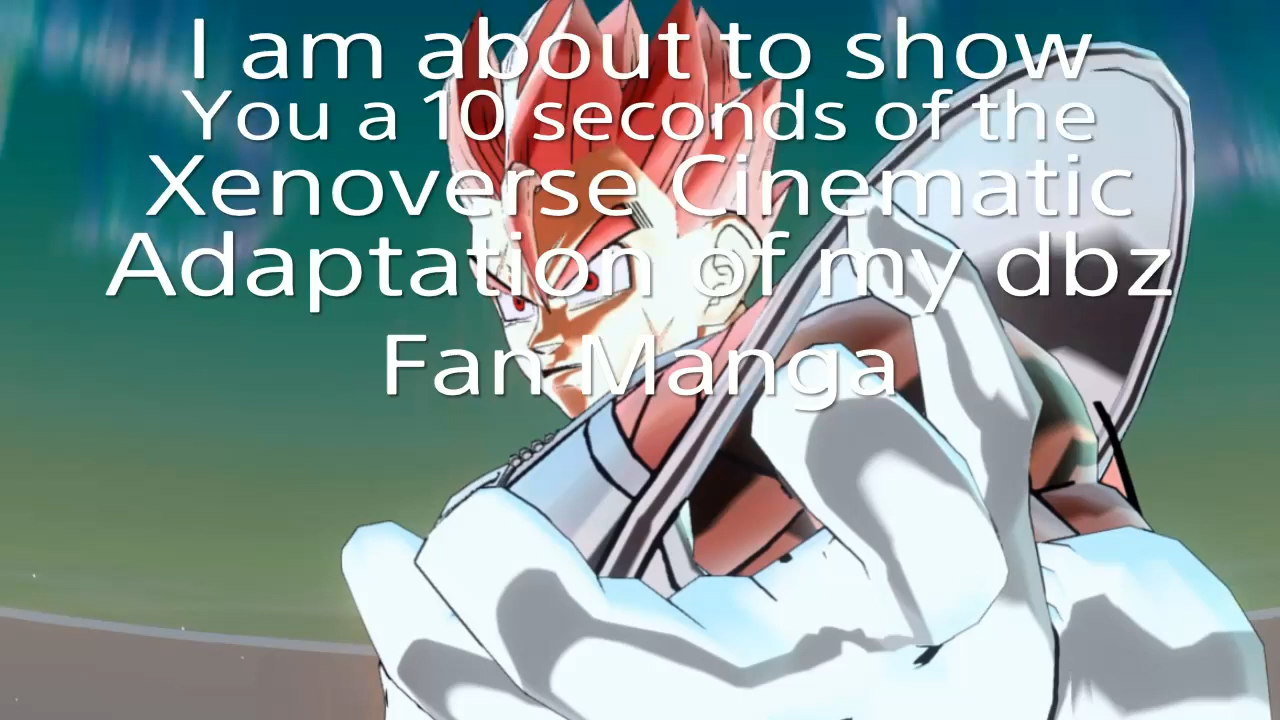 I am about to show
You a 10 seconds of the
Xenoverse Cinematic
Adaptation of my dbz
Fan Manga